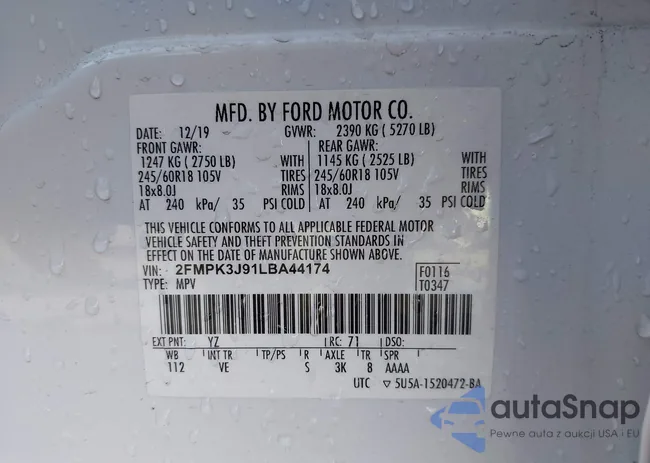 MFD. BY FORD MOTOR CO.
DATE: 12/19 GVWR: 2390 KG ( 5270 LB)
FRONT GAWR: REAR GAWR:
1247 KG ( 2750 LB) WITH 1145 KG ( 2525 LB) WITH
245/60R18 105V TIRES 245/60R18 105V TIRES
18x8.0J RIMS 18x8.0J RIMS
AT 240 kPa/ 35 PSI COLD AT 240 kPa/ 35 PSI COLD
THIS VEHICLE CONFORMS TO ALL APPLICABLE FEDERAL MOTOR
VEHICLE SAFETY AND THEFT PREVENTION STANDARDS IN
EFFECT ON THE DATE OF MANUFACTURE SHOWN ABOVE.
VIN: 2FMPK3J91LBA44174 F0116
TYPE: MPV T0347
EXT PNT: YZ RC: 71 DSO:
WB INT TR TP/PS R AXLE TR SPR
112 VE S 3K 8 AAAA
UTC ▽ 5U5A-1520472-BA
autaSnap
Pewne auta z aukcji USA i EU